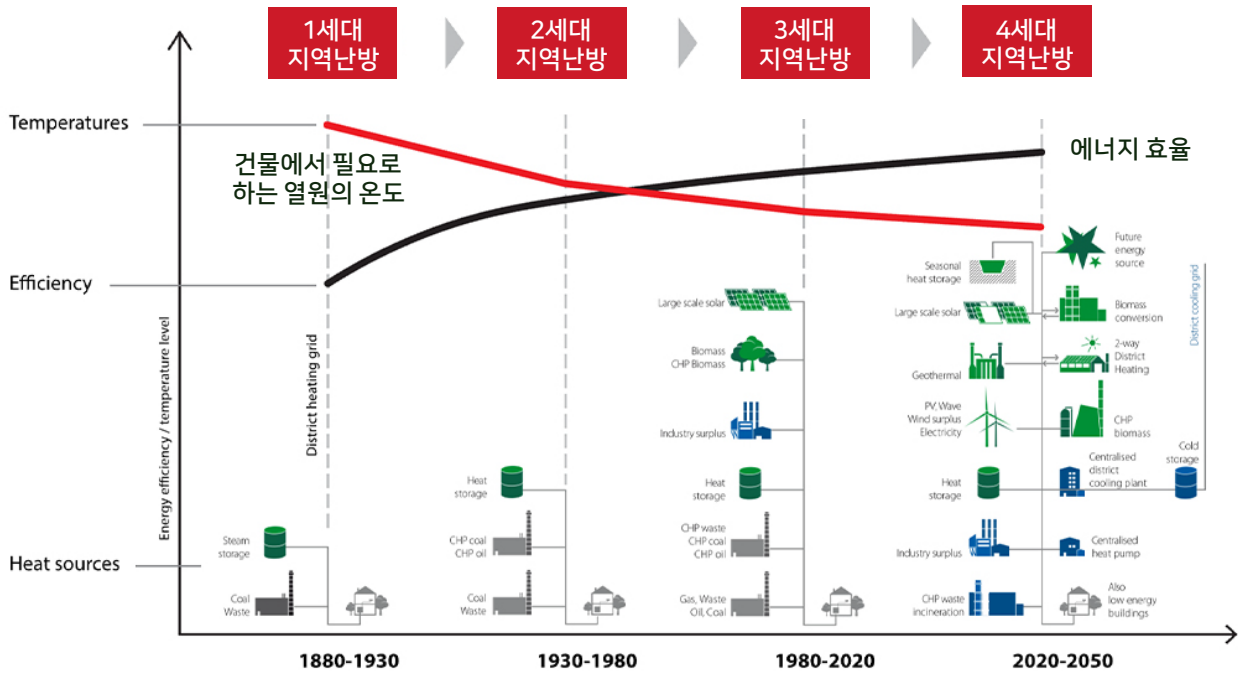 1세대
지역난방
2세대
지역난방
3세대
지역난방
4세대
지역난방
Temperatures
건물에서 필요로
하는 열원의 온도
에너지 효율
Efficiency
Energy efficiency / temperature level
District heating grid
Heat sources
Steam
storage
Coal
Waste
Heat
storage
CHP coal
CHP oil
Coal
Waste
Large scale solar
Biomass
CHP Biomass
Industry surplus
Heat
storage
CHP waste
CHP coal
CHP oil
Gas, Waste
Oil, Coal
Seasonal
heat storage
Large scale solar
Geothermal
PV, Wave
Wind surplus
Electricity
Heat
storage
Industry surplus
CHP waste
incineration
Future
energy
source
Biomass
conversion
2-way
District
Heating
CHP
biomass
Centralised
district
cooling plant
Centralised
heat pump
Also
low energy
buildings
Cold
storage
District cooling grid
1880-1930
1930-1980
1980-2020
2020-2050